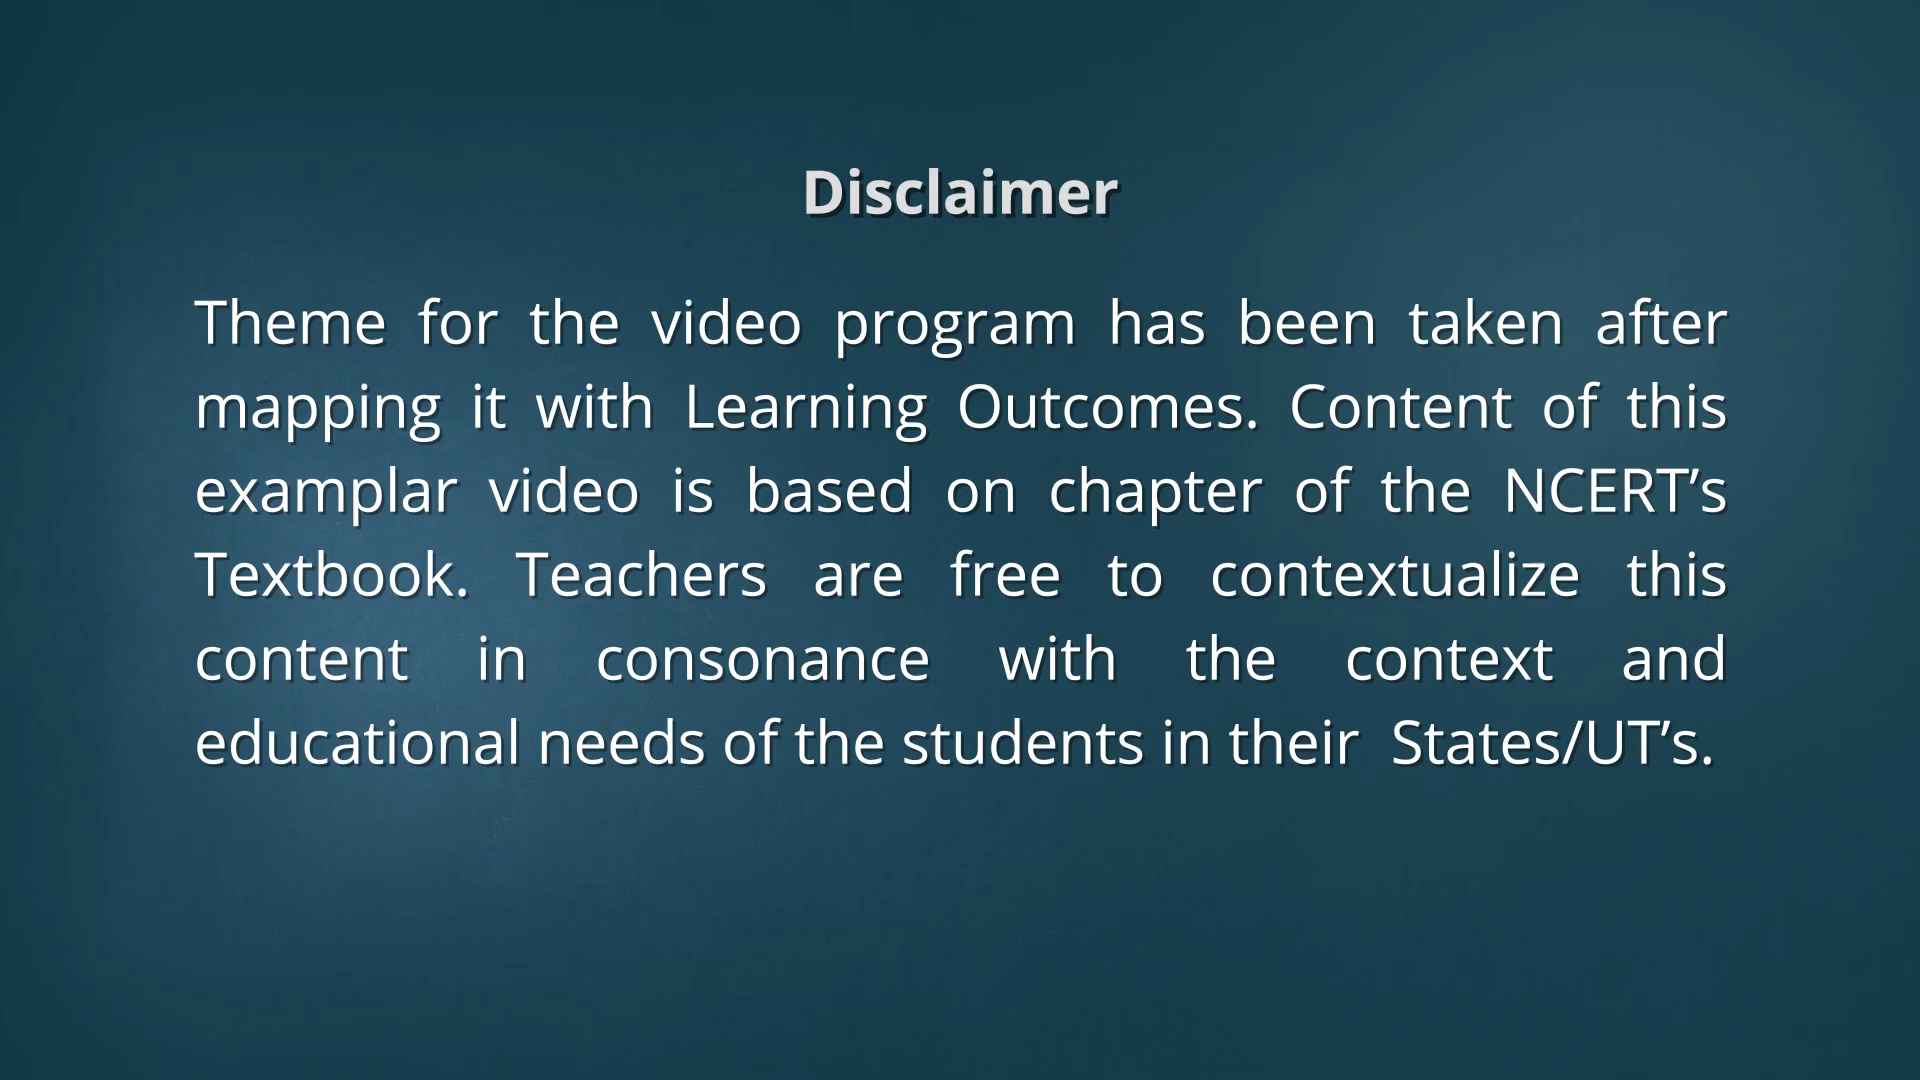 Disclaimer
Theme for the video program has been taken after
mapping it with Learning Outcomes. Content of this
examplar video is based on chapter of the NCERT’s
Textbook. Teachers are free to contextualize this
content in consonance with the context and
educational needs of the students in their  States/UT’s.